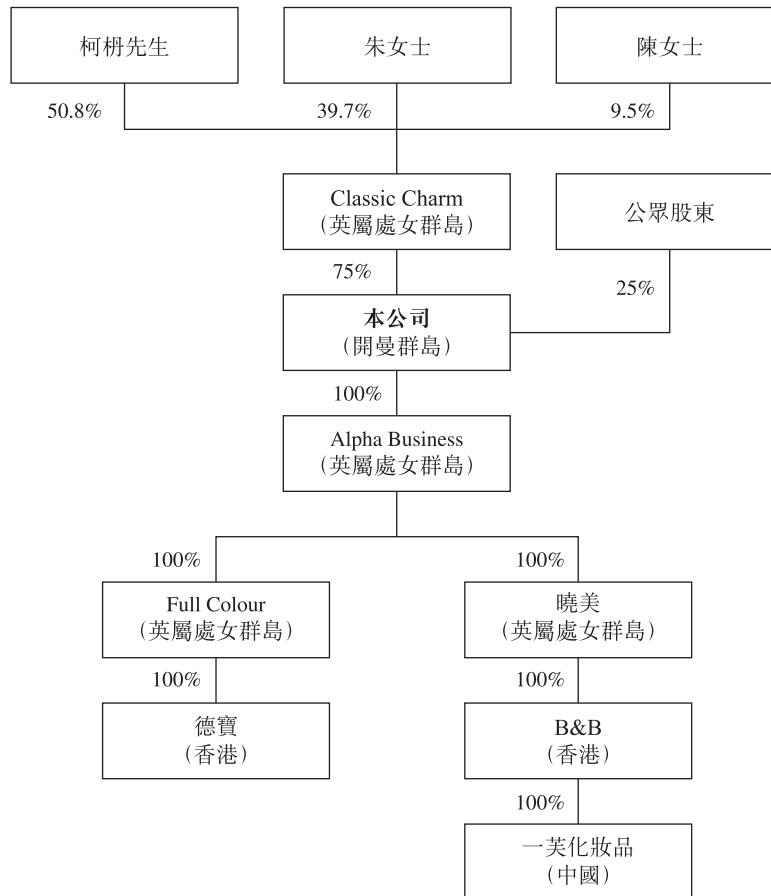 柯枬先生
朱女士
陳女士
50.8%
39.7%
9.5%
Classic Charm
（英屬處女群島）
公眾股東
75%
25%
本公司
（開曼群島）
100%
Alpha Business
（英屬處女群島）
100%
100%
Full Colour
（英屬處女群島）
曉美
（英屬處女群島）
100%
100%
德寶
（香港）
B&B
（香港）
100%
一芙化妝品
（中國）